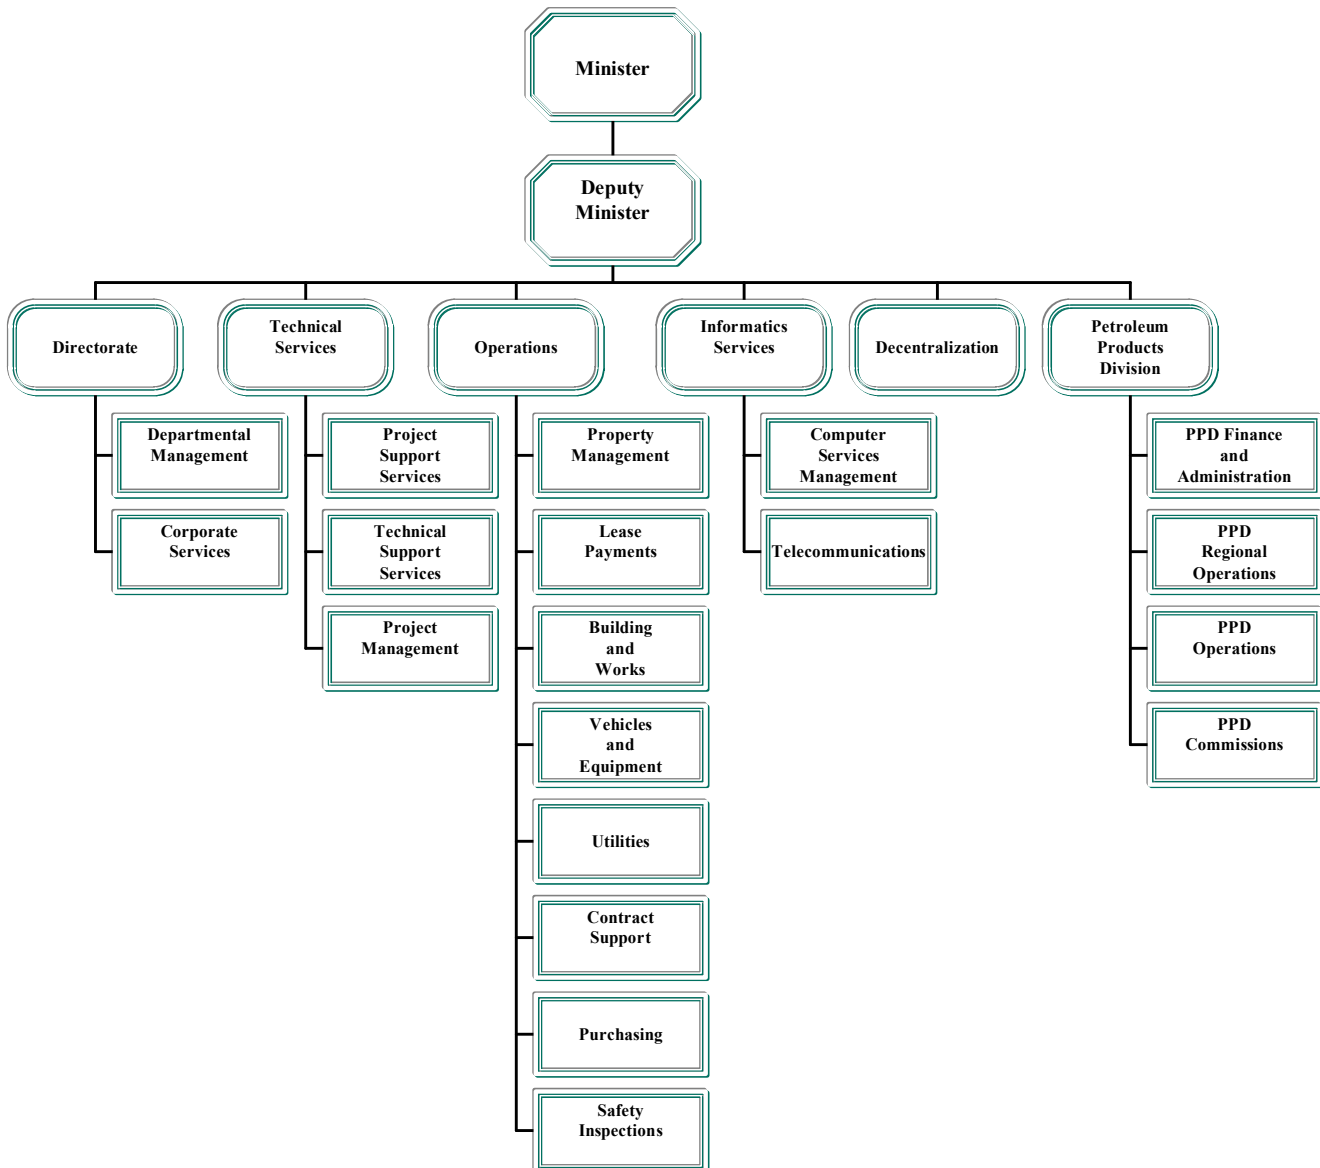 Minister
Deputy
Minister
Directorate
Technical
Services
Operations
Informatics
Services
Decentralization
Petroleum
Products
Division
Departmental
Management
Corporate
Services
Project
Support
Services
Technical
Support
Services
Project
Management
Property
Management
Lease
Payments
Building
and
Works
Vehicles
and
Equipment
Utilities
Contract
Support
Purchasing
Safety
Inspections
Computer
Services
Management
Telecommunications
PPD Finance
and
Administration
PPD
Regional
Operations
PPD
Operations
PPD
Commissions